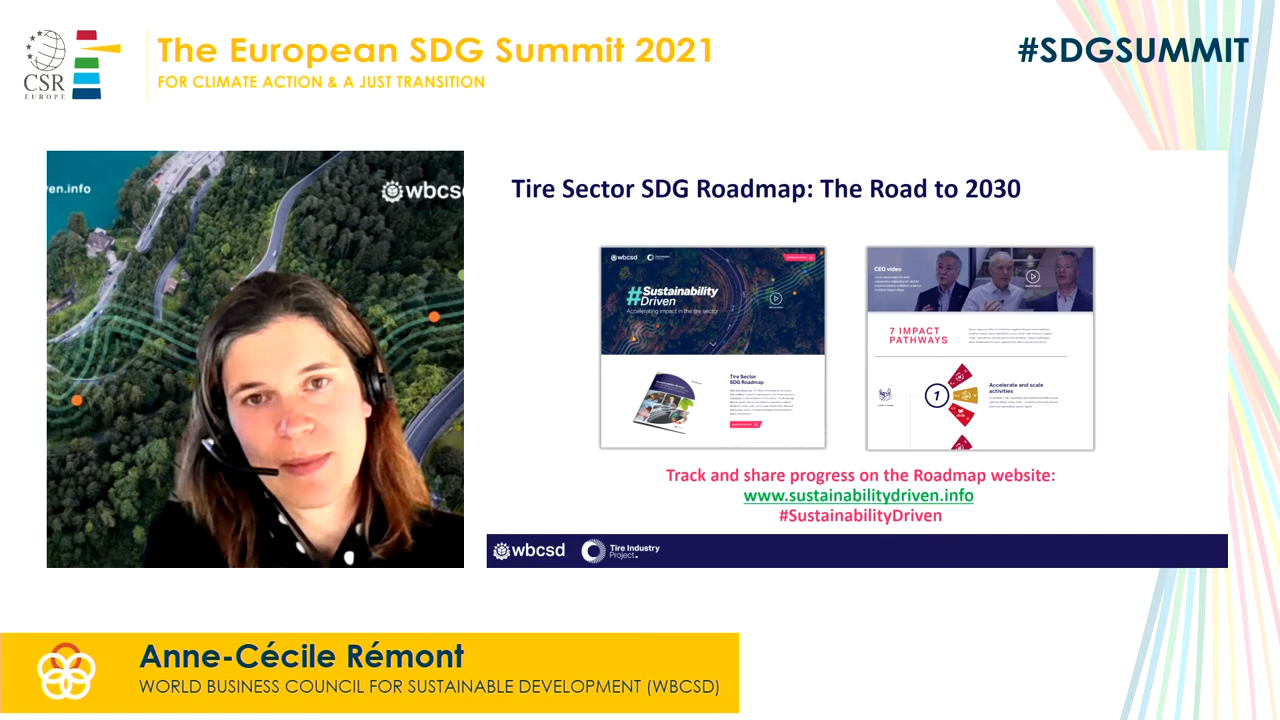 CSR
EUROPE
The European SDG Summit 2021
FOR CLIMATE ACTION & A JUST TRANSITION
#SDGSUMMIT
en.info
wbcsd
Tire Sector SDG Roadmap: The Road to 2030
wbcsd
#Sustainability
Driven
Accelerating impact in the tire sector
Tire Sector
SDG Roadmap
CEO video
7 IMPACT
PATHWAYS
1
Accelerate and scale
activities
Track and share progress on the Roadmap website:
www.sustainabilitydriven.info
#SustainabilityDriven
wbcsd
Tire Industry
Project
Anne-Cécile Rémont
WORLD BUSINESS COUNCIL FOR SUSTAINABLE DEVELOPMENT (WBCSD)